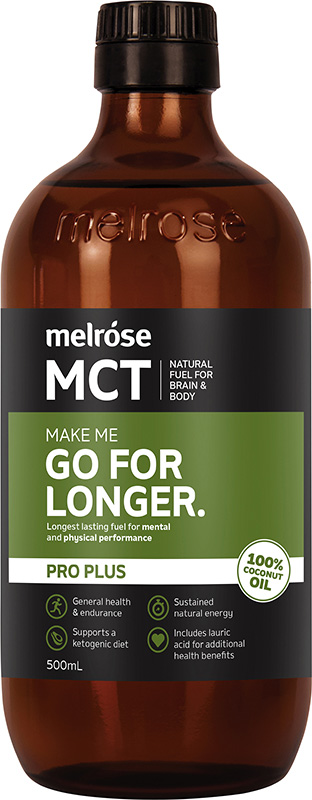 melrose
melróse
MCT
NATURAL
FUEL FOR
BRAIN &
BODY
MAKE ME
GO FOR
LONGER.
Longest lasting fuel for mental
and physical performance
PRO PLUS
100%
COCONUT
OIL
General health
& endurance
Sustained
natural energy
Supports a
ketogenic diet
Includes lauric
acid for additional
health benefits
500mL